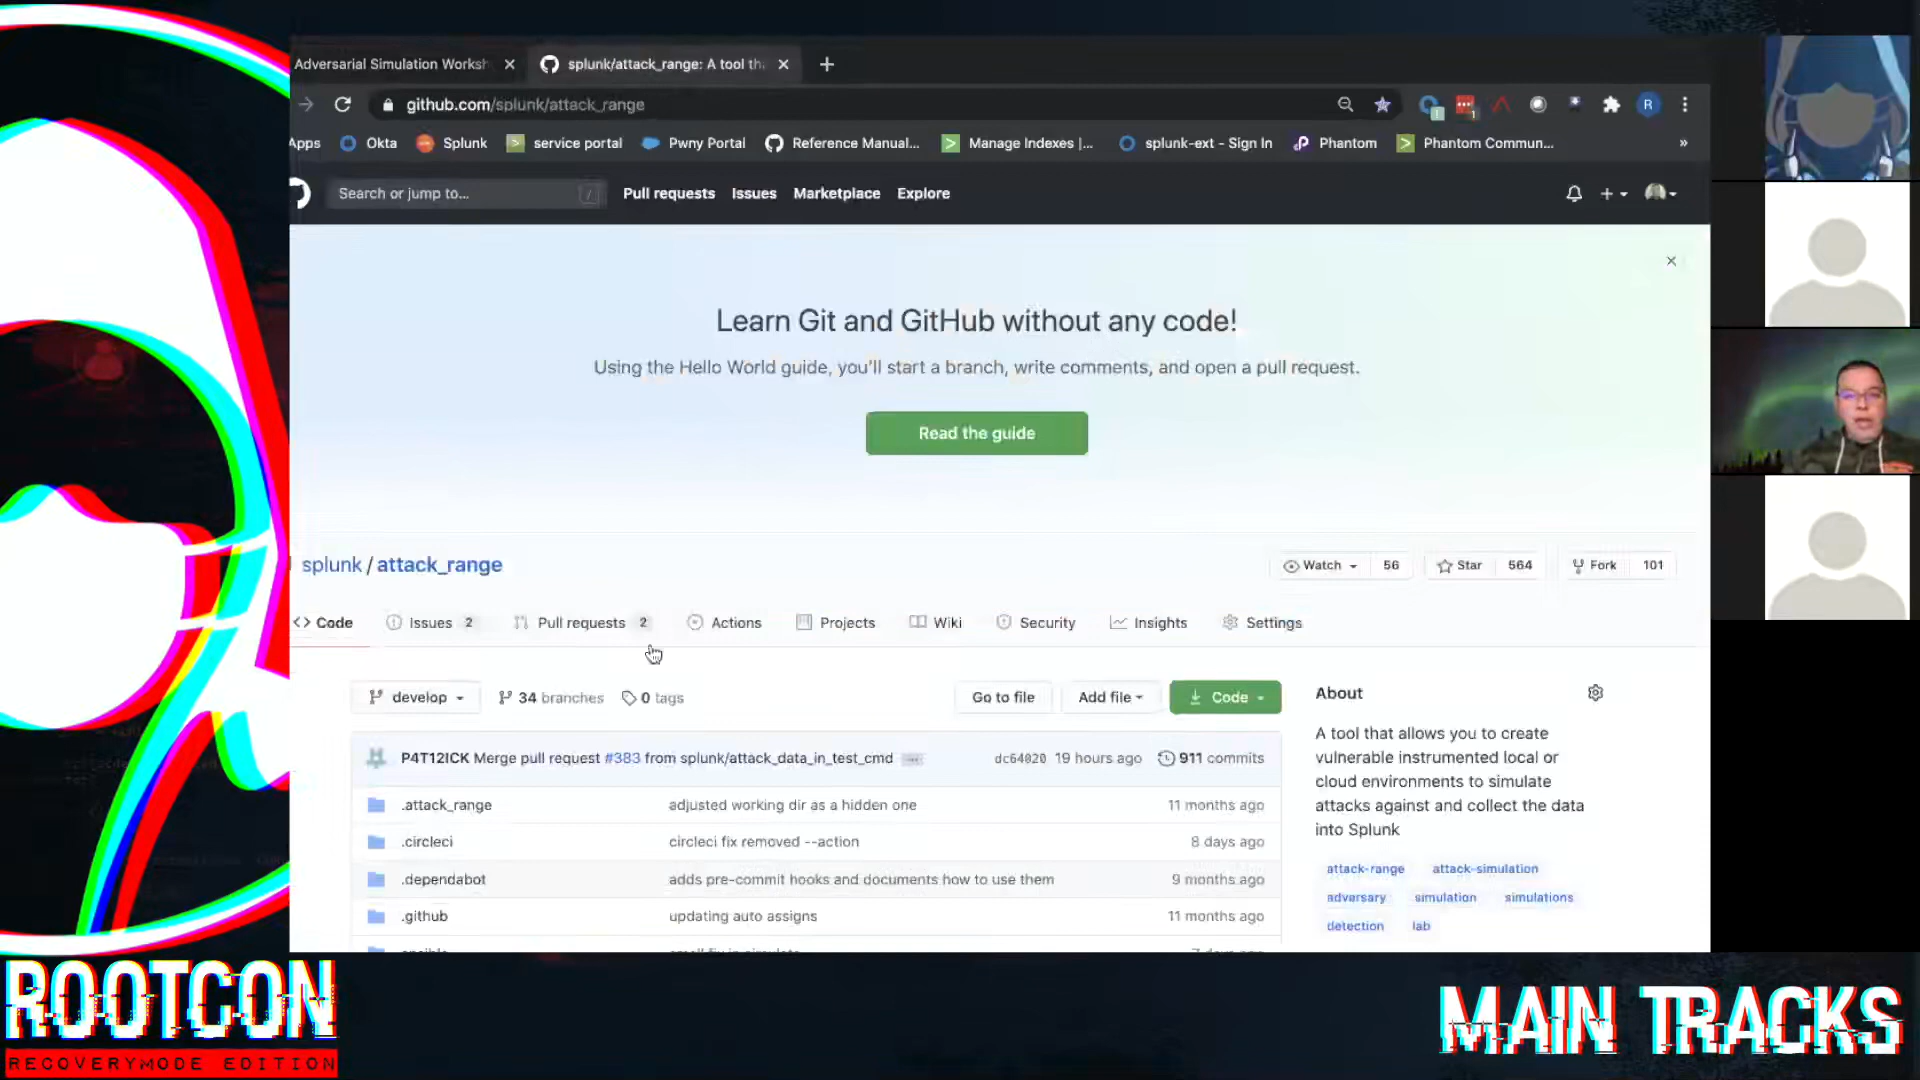 Adversarial Simulation Worksh
splunk/attack_range: A tool tha
github.com/splunk/attack_range
R
Apps
Okta
Splunk
service portal
Pwny Portal
Reference Manual...
Manage Indexes |...
splunk-ext - Sign In
Phantom
Phantom Commun...
»
Search or jump to...
/
Pull requests
Issues
Marketplace
Explore
Learn Git and GitHub without any code!
Using the Hello World guide, you'll start a branch, write comments, and open a pull request.
Read the guide
splunk / attack_range
Watch 56
Star 564
Fork 101
<> Code
Issues 2
Pull requests 2
Actions
Projects
Wiki
Security
Insights
Settings
develop
34 branches
0 tags
Go to file
Add file
Code
P4T12ICK Merge pull request #383 from splunk/attack_data_in_test_cmd ... dc64020 19 hours ago 911 commits
.attack_range adjusted working dir as a hidden one 11 months ago
.circleci circleci fix removed --action 8 days ago
.dependabot adds pre-commit hooks and documents how to use them 9 months ago
.github updating auto assigns 11 months ago
About
A tool that allows you to create
vulnerable instrumented local or
cloud environments to simulate
attacks against and collect the data
into Splunk
attack-range attack-simulation
adversary simulation simulations
detection lab
ROOTCON
RECOVERYMODE EDITION
MAIN TRACKS